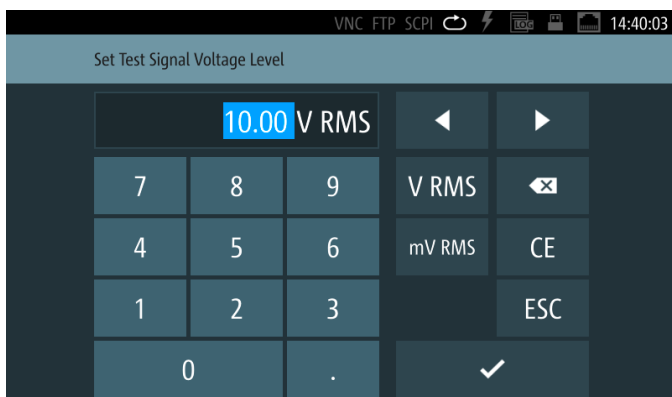 VNC FTP SCPI LOG 14:40:03
Set Test Signal Voltage Level
10.00 V RMS
7 8 9 V RMS
4 5 6 mV RMS CE
1 2 3 ESC
0 .